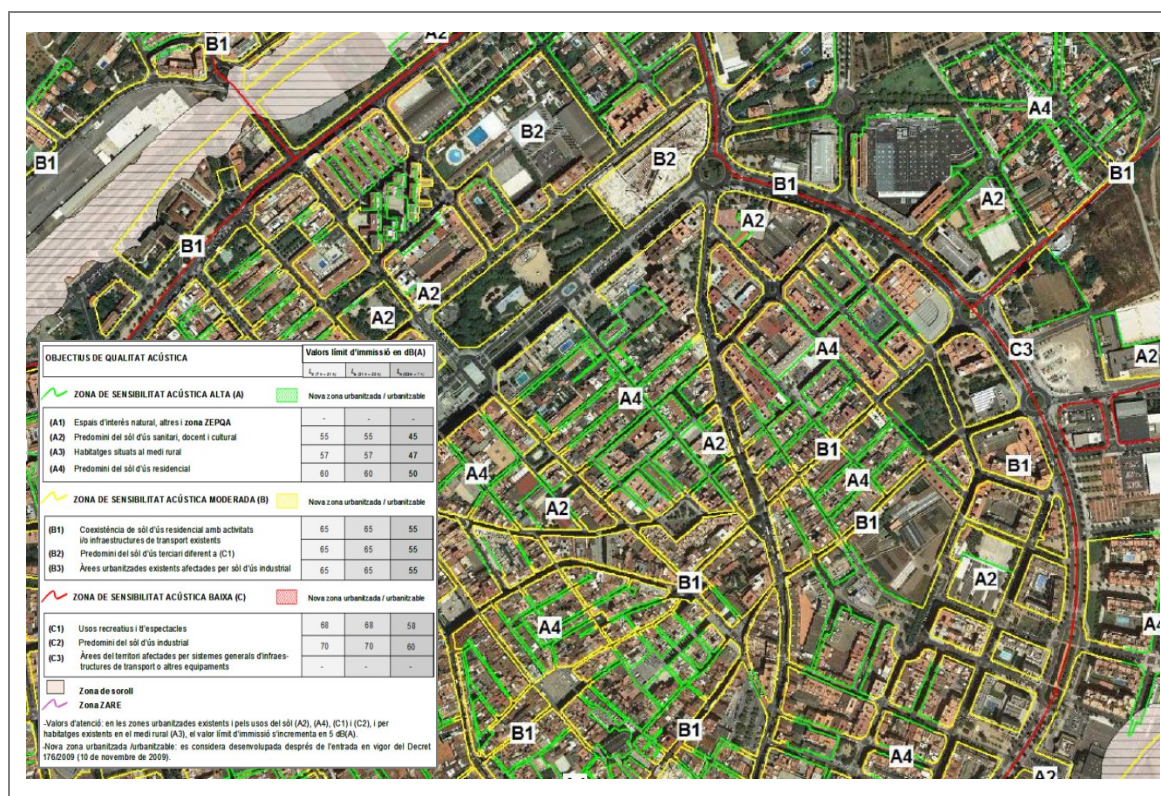 B1
A2
B1
B2
B2
A4
B1
B1
A2
A2
B1
A2
A2
C3
A2
A4
A4
A4
A2
B1
A2
A4
B1
B1
A2
B1
A4
A4
B1
B1
A4
A2
OBJECTIUS DE QUALITAT ACÚSTICA
Valors límit d'immissió en dB(A)
ZONA DE SENSIBILITAT ACÚSTICA ALTA (A) Nova zona urbanitzada / urbanitzable
(A1) Espais d'interès natural, altres i zona ZEPQA - - -
(A2) Predomini del sòl d'ús sanitari, docent i cultural 55 55 45
(A3) Habitatges situats al medi rural 57 57 47
(A4) Predomini del sòl d'ús residencial 60 60 50
ZONA DE SENSIBILITAT ACÚSTICA MODERADA (B) Nova zona urbanitzada / urbanitzable
(B1) Coexistència de sòl d'ús residencial amb activitats
i/o infraestructures de transport existents 65 65 55
(B2) Predomini del sòl d'ús terciari diferent a (C1) 65 65 55
(B3) Àrees urbanitzades existents afectades per sòl d'ús industrial 65 65 55
ZONA DE SENSIBILITAT ACÚSTICA BAIXA (C) Nova zona urbanitzada / urbanitzable
(C1) Usos recreatius i d'espectacles 68 68 58
(C2) Predomini del sòl d'ús industrial 70 70 60
(C3) Àrees del territori afectades per sistemes generals d'infraes-
tructures de transport o altres equipaments - - -
Zona de soroll
Zona ZARE
-Valors d'atenció: en les zones urbanitzades existents i pels usos del sòl (A2), (A4), (C1) i (C2), i per
habitatges existents en el medi rural (A3), el valor límit d'immissió s'incrementa en 5 dB(A).
-Nova zona urbanitzada /urbanitzable: es considera desenvolupada després de l'entrada en vigor del Decret
176/2009 (10 de novembre de 2009).